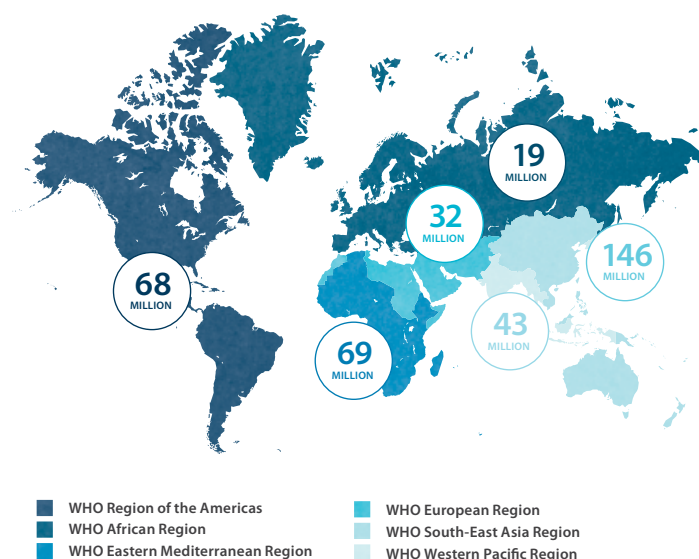 19
MILLION
32
MILLION
146
MILLION
68
MILLION
43
MILLION
69
MILLION
WHO Region of the Americas
WHO African Region
WHO Eastern Mediterranean Region
WHO European Region
WHO South-East Asia Region
WHO Western Pacific Region